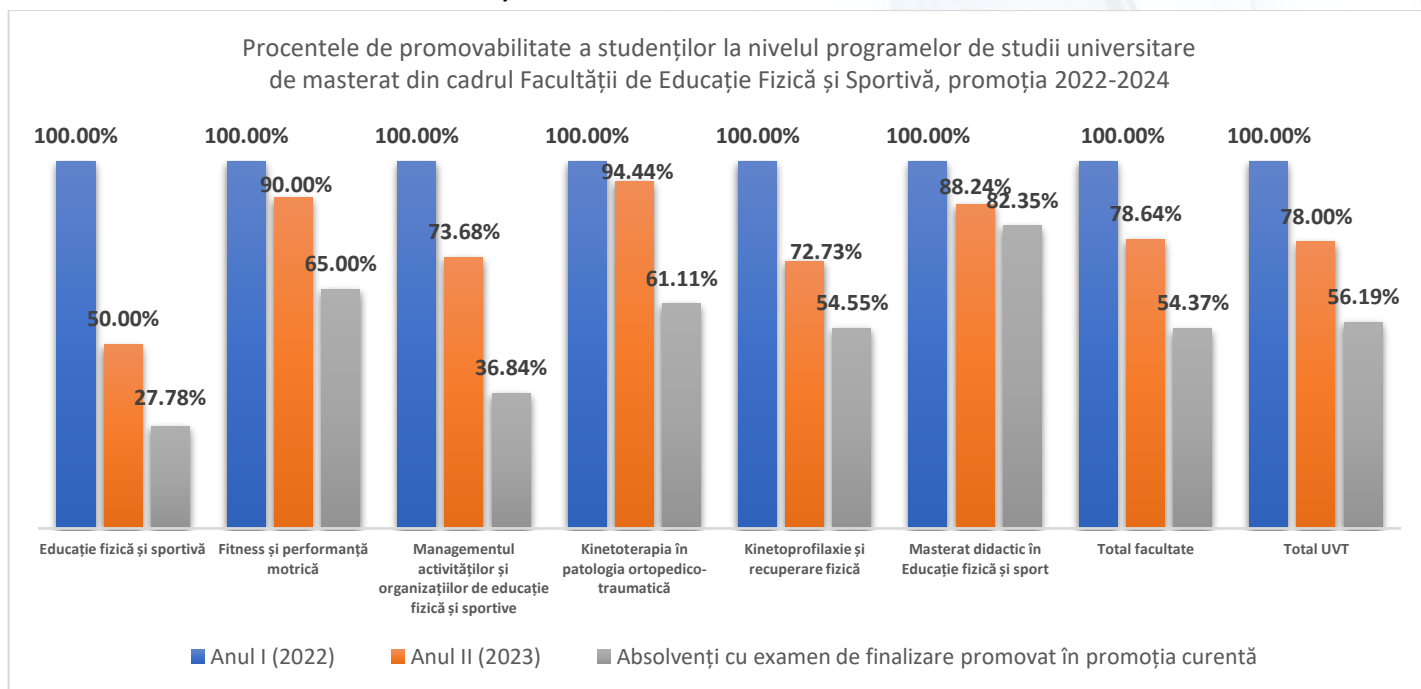 Procentele de promovabilitate a studenților la nivelul programelor de studii universitare
de masterat din cadrul Facultății de Educație Fizică și Sportivă, promoția 2022-2024
100.00% 100.00% 100.00% 100.00% 100.00% 100.00% 100.00% 100.00%
50.00% 90.00% 73.68% 94.44% 72.73% 88.24% 78.64% 78.00%
27.78% 65.00% 36.84% 61.11% 54.55% 82.35% 54.37% 56.19%
Educație fizică și sportivă
Fitness și performanță
motrică
Managementul
activităților și
organizațiilor de educație
fizică și sportive
Kinetoterapia în
patologia ortopedico-
traumatică
Kinetoprofilaxie și
recuperare fizică
Masterat didactic în
Educație fizică și sport
Total facultate
Total UVT
Anul I (2022)
Anul II (2023)
Absolvenți cu examen de finalizare promovat în promoția curentă